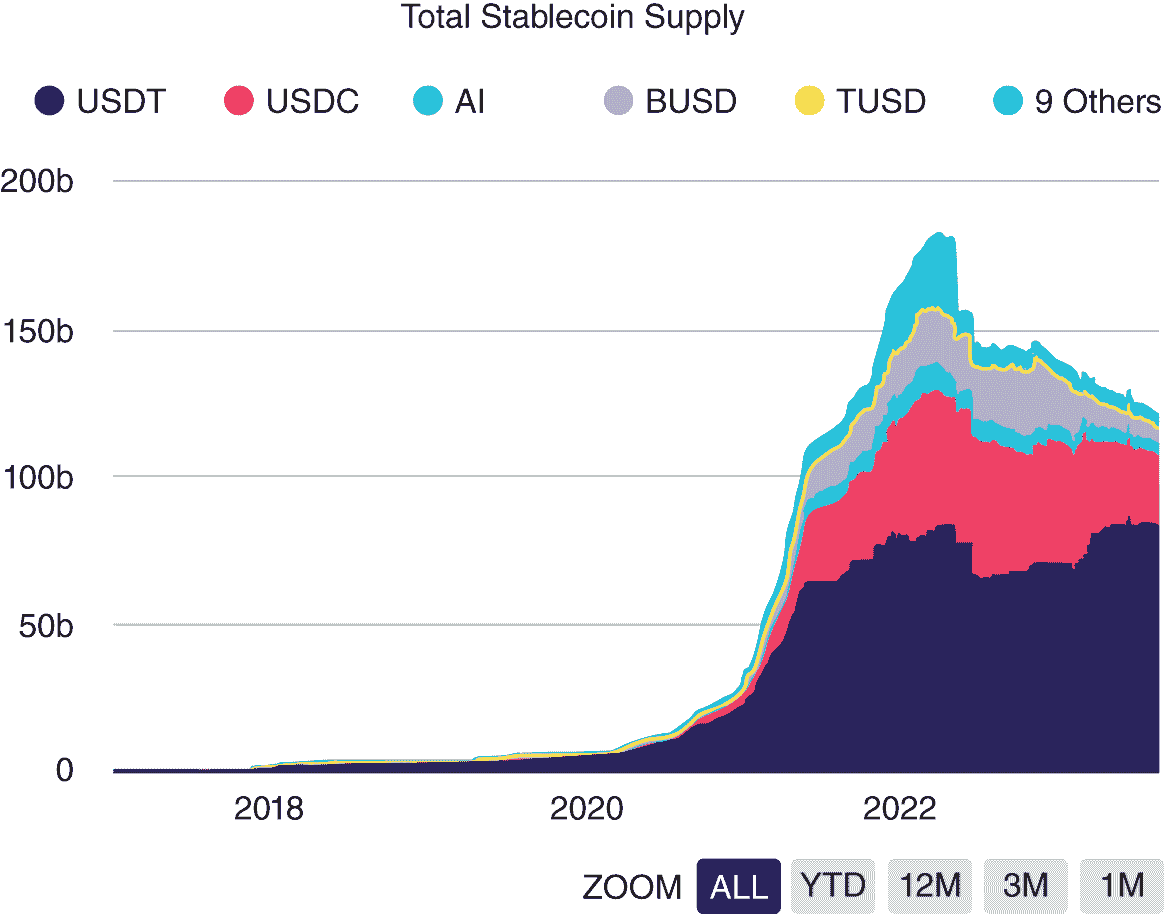 Total Stablecoin Supply
USDT USDC AI BUSD TUSD 9 Others
200b
150b
100b
50b
0
2018 2020 2022
ZOOM ALL YTD 12M 3M 1M